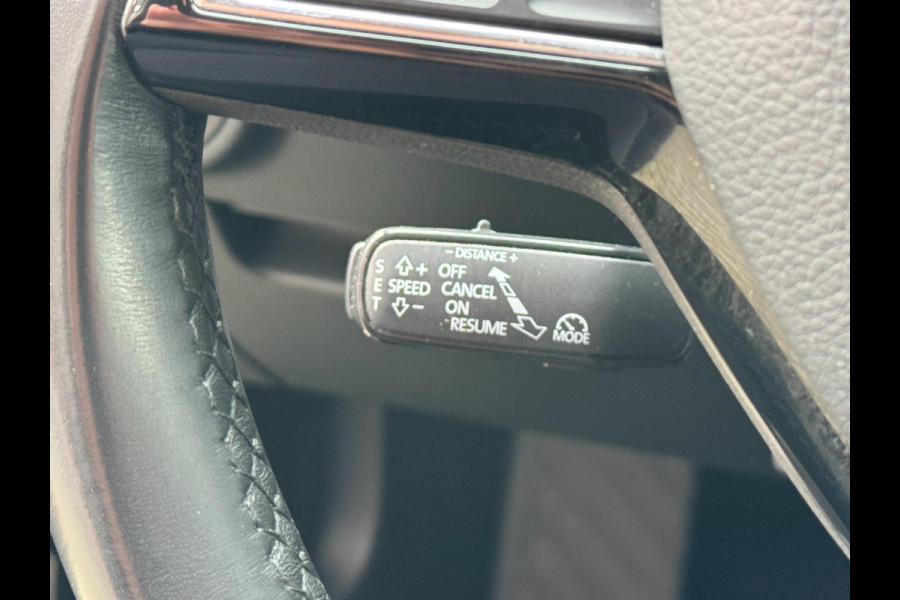 − DISTANCE +
S + OFF
E SPEED CANCEL
T − ON
RESUME
MODE